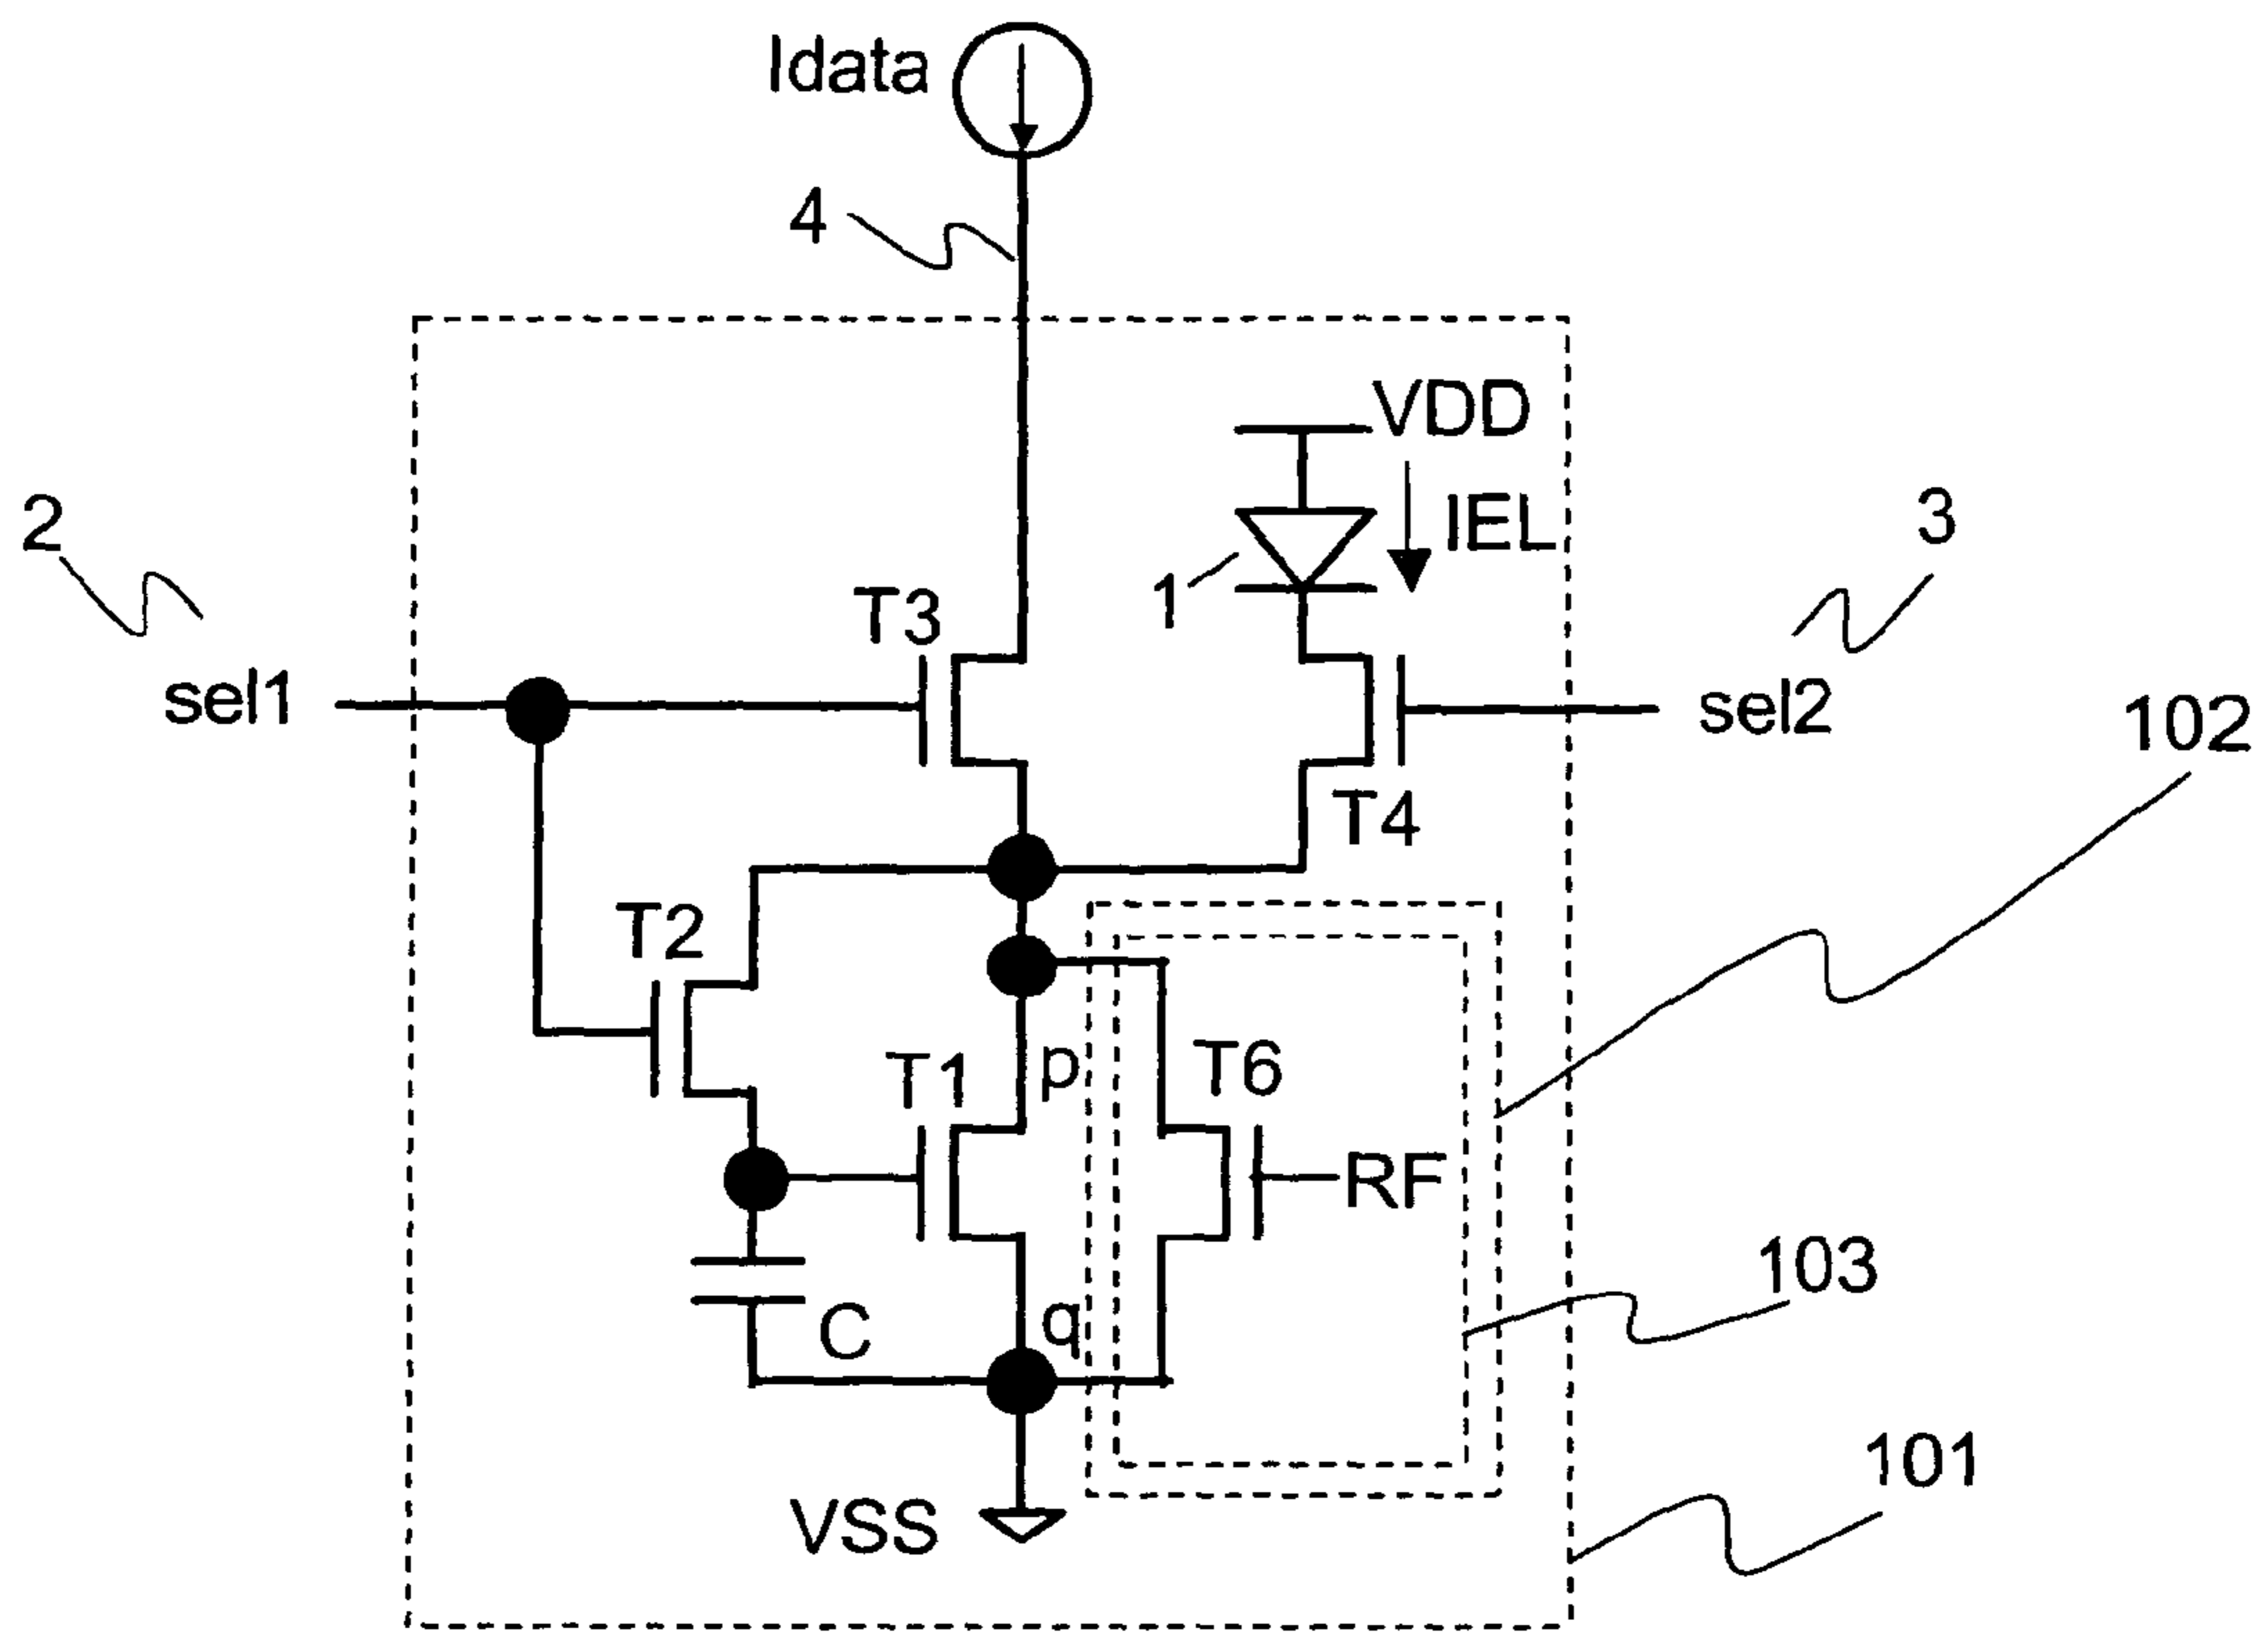 Idata
4
VDD
2
IEL
3
1
T3
sel1
sel2
102
T4
T2
T1
p
T6
RF
103
C
q
101
VSS